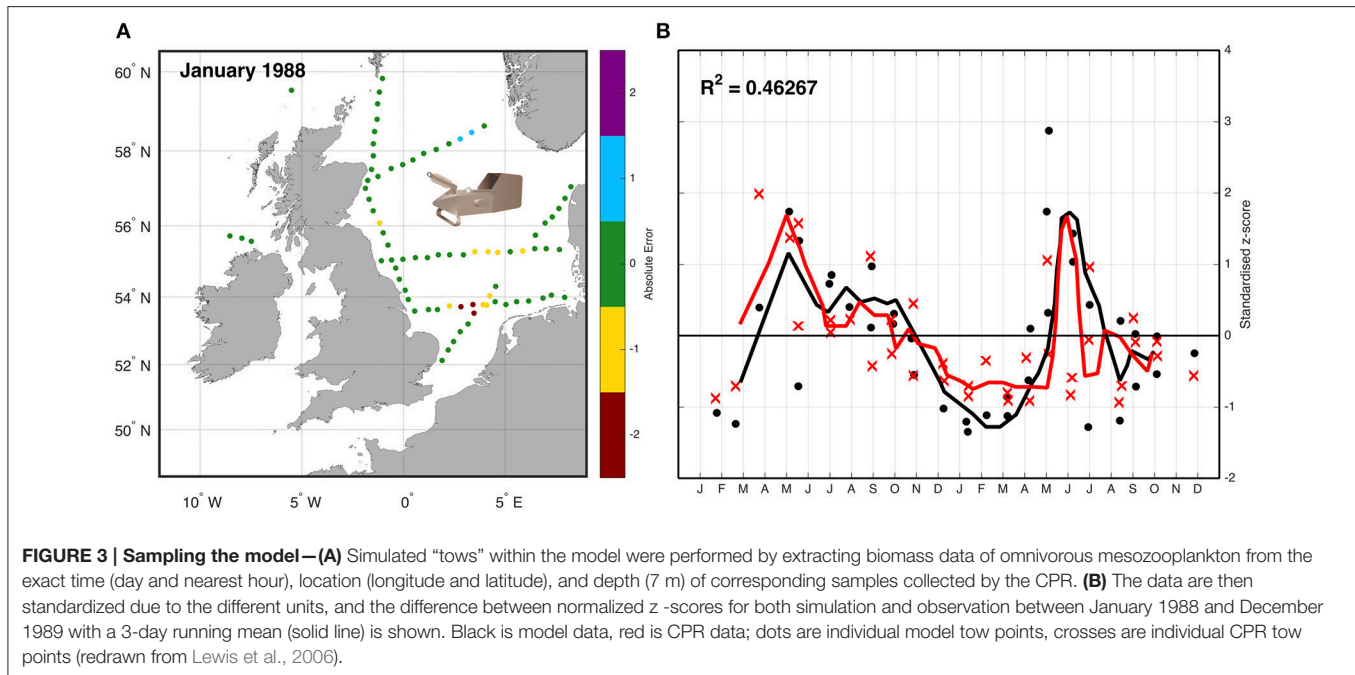 A
January 1988
60° N
58° N
56° N
54° N
52° N
50° N
10° W
5° W
0°
5° E
2
1
0
-1
-2
Absolute Error
B
R² = 0.46267
4
3
2
1
0
-1
-2
Standardised z-score
J F M A M J J A S O N D J F M A M J J A S O N D
FIGURE 3 | Sampling the model—(A) Simulated “tows” within the model were performed by extracting biomass data of omnivorous mesozooplankton from the
exact time (day and nearest hour), location (longitude and latitude), and depth (7 m) of corresponding samples collected by the CPR. (B) The data are then
standardized due to the different units, and the difference between normalized z -scores for both simulation and observation between January 1988 and December
1989 with a 3-day running mean (solid line) is shown. Black is model data, red is CPR data; dots are individual model tow points, crosses are individual CPR tow
points (redrawn from Lewis et al., 2006).